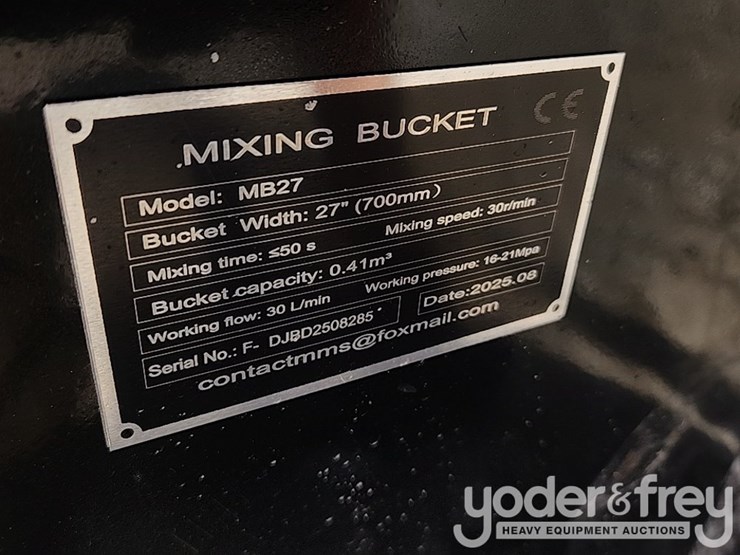 MIXING BUCKET CE
Model: MB27
Bucket Width: 27" (700mm)
Mixing time: ≤50 s Mixing speed: 30r/min
Bucket capacity: 0.41m³
Working flow: 30 L/min Working pressure: 16-21Mpa
Serial No.: F- DJBD2508285 Date:2025.08
contactmms@foxmail.com
yoder&frey
HEAVY EQUIPMENT AUCTIONS